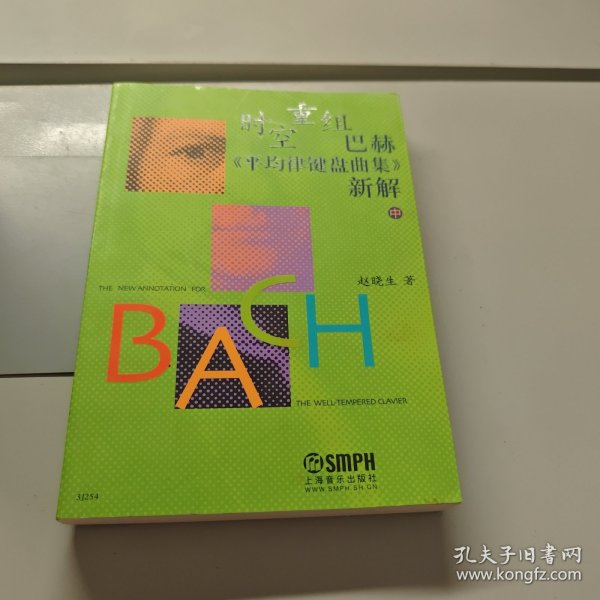 时空重组
巴赫
《平均律键盘曲集》
新解
中
赵晓生 著
THE NEW ANNOTATION FOR
BACH
THE WELL-TEMPERED CLAVIER
SMPH
上海音乐出版社
WWW.SMPH.SH.CN
31254
孔夫子旧书网
www.kongfz.com